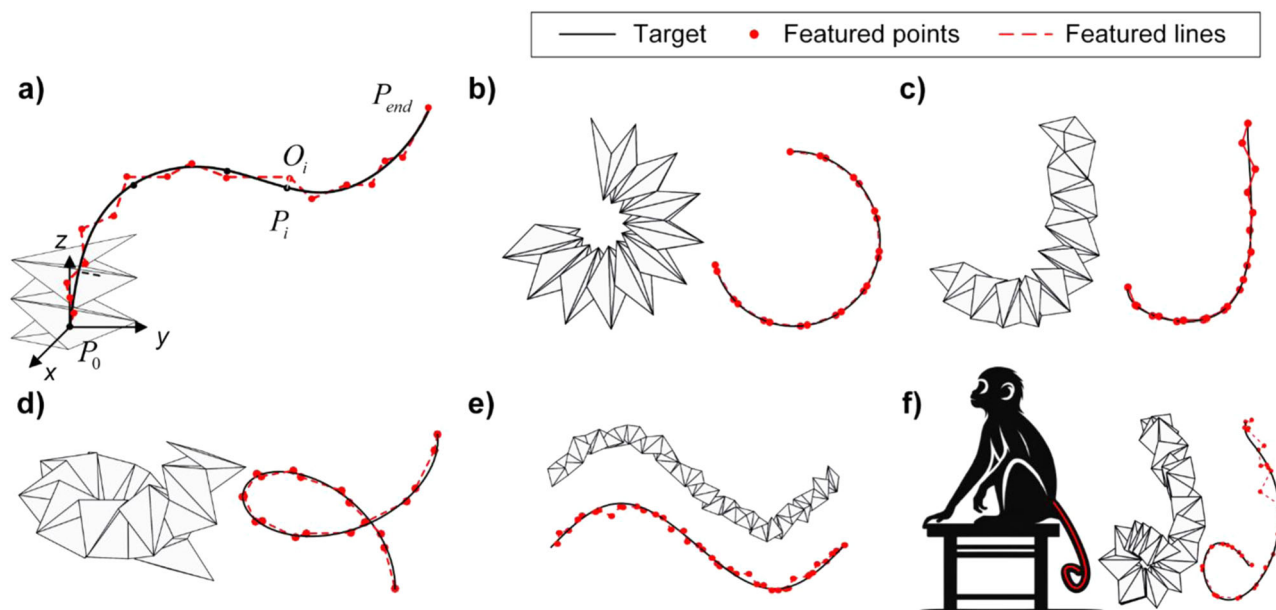 Target Featured points Featured lines
a) b) c)
P_end
O_i
P_i
z
y
P_0
x
d) e) f)